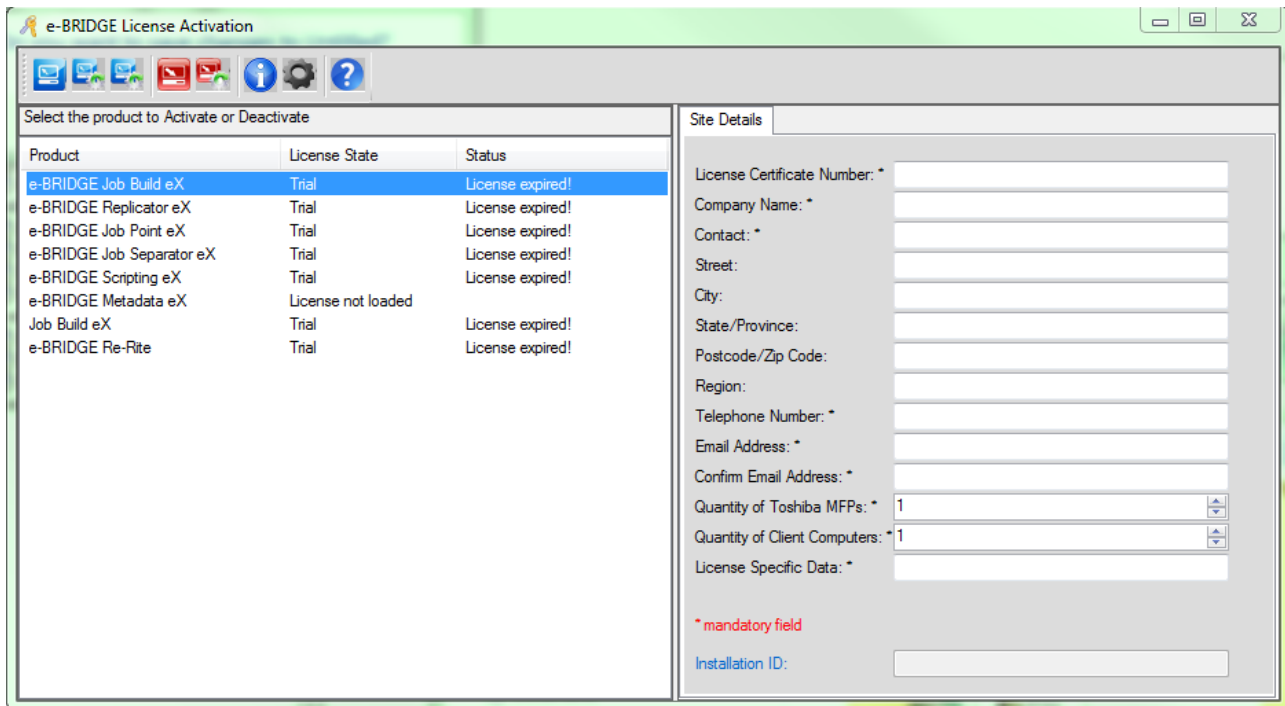 e-BRIDGE License Activation
Select the product to Activate or Deactivate
Product License State Status
e-BRIDGE Job Build eX Trial License expired!
e-BRIDGE Replicator eX Trial License expired!
e-BRIDGE Job Point eX Trial License expired!
e-BRIDGE Job Separator eX Trial License expired!
e-BRIDGE Scripting eX Trial License expired!
e-BRIDGE Metadata eX License not loaded
Job Build eX Trial License expired!
e-BRIDGE Re-Rite Trial License expired!
Site Details
License Certificate Number: *
Company Name: *
Contact: *
Street:
City:
State/Province:
Postcode/Zip Code:
Region:
Telephone Number: *
Email Address: *
Confirm Email Address: *
Quantity of Toshiba MFPs: * 1
Quantity of Client Computers: * 1
License Specific Data: *
* mandatory field
Installation ID: